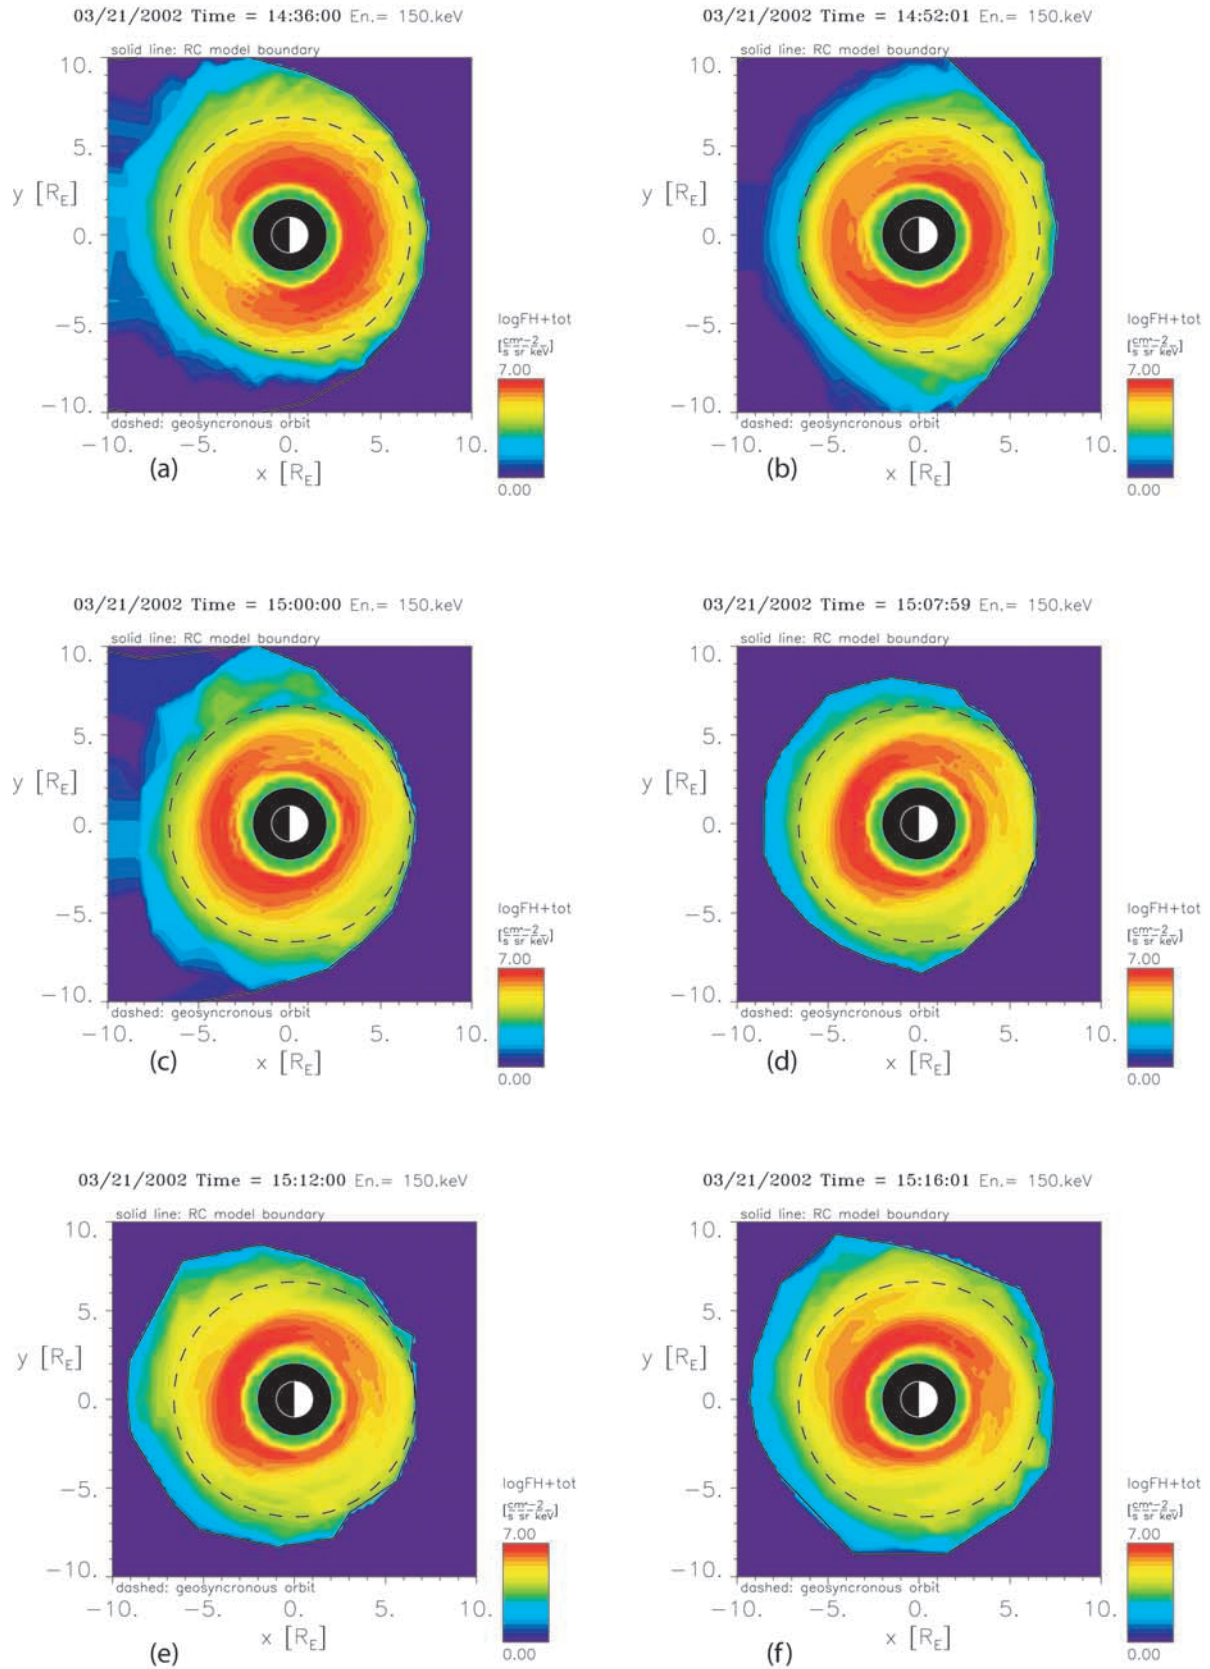 03/21/2002 Time = 14:36:00 En.= 150.keV
solid line: RC model boundary
10.
5.
y [RE]
0.
−5.
−10.
dashed: geosyncronous orbit
−10. −5. 0. 5. 10.
x [RE]
(a)
logFH+tot
[cm^-2
s sr keV]
7.00
0.00
03/21/2002 Time = 14:52:01 En.= 150.keV
solid line: RC model boundary
10.
5.
y [RE]
0.
−5.
−10.
dashed: geosyncronous orbit
−10. −5. 0. 5. 10.
x [RE]
(b)
logFH+tot
[cm^-2
s sr keV]
7.00
0.00
03/21/2002 Time = 15:00:00 En.= 150.keV
solid line: RC model boundary
10.
5.
y [RE]
0.
−5.
−10.
dashed: geosyncronous orbit
−10. −5. 0. 5. 10.
x [RE]
(c)
logFH+tot
[cm^-2
s sr keV]
7.00
0.00
03/21/2002 Time = 15:07:59 En.= 150.keV
solid line: RC model boundary
10.
5.
y [RE]
0.
−5.
−10.
dashed: geosyncronous orbit
−10. −5. 0. 5. 10.
x [RE]
(d)
logFH+tot
[cm^-2
s sr keV]
7.00
0.00
03/21/2002 Time = 15:12:00 En.= 150.keV
solid line: RC model boundary
10.
5.
y [RE]
0.
−5.
−10.
dashed: geosyncronous orbit
−10. −5. 0. 5. 10.
x [RE]
(e)
logFH+tot
[cm^-2
s sr keV]
7.00
0.00
03/21/2002 Time = 15:16:01 En.= 150.keV
solid line: RC model boundary
10.
5.
y [RE]
0.
−5.
−10.
dashed: geosyncronous orbit
−10. −5. 0. 5. 10.
x [RE]
(f)
logFH+tot
[cm^-2
s sr keV]
7.00
0.00